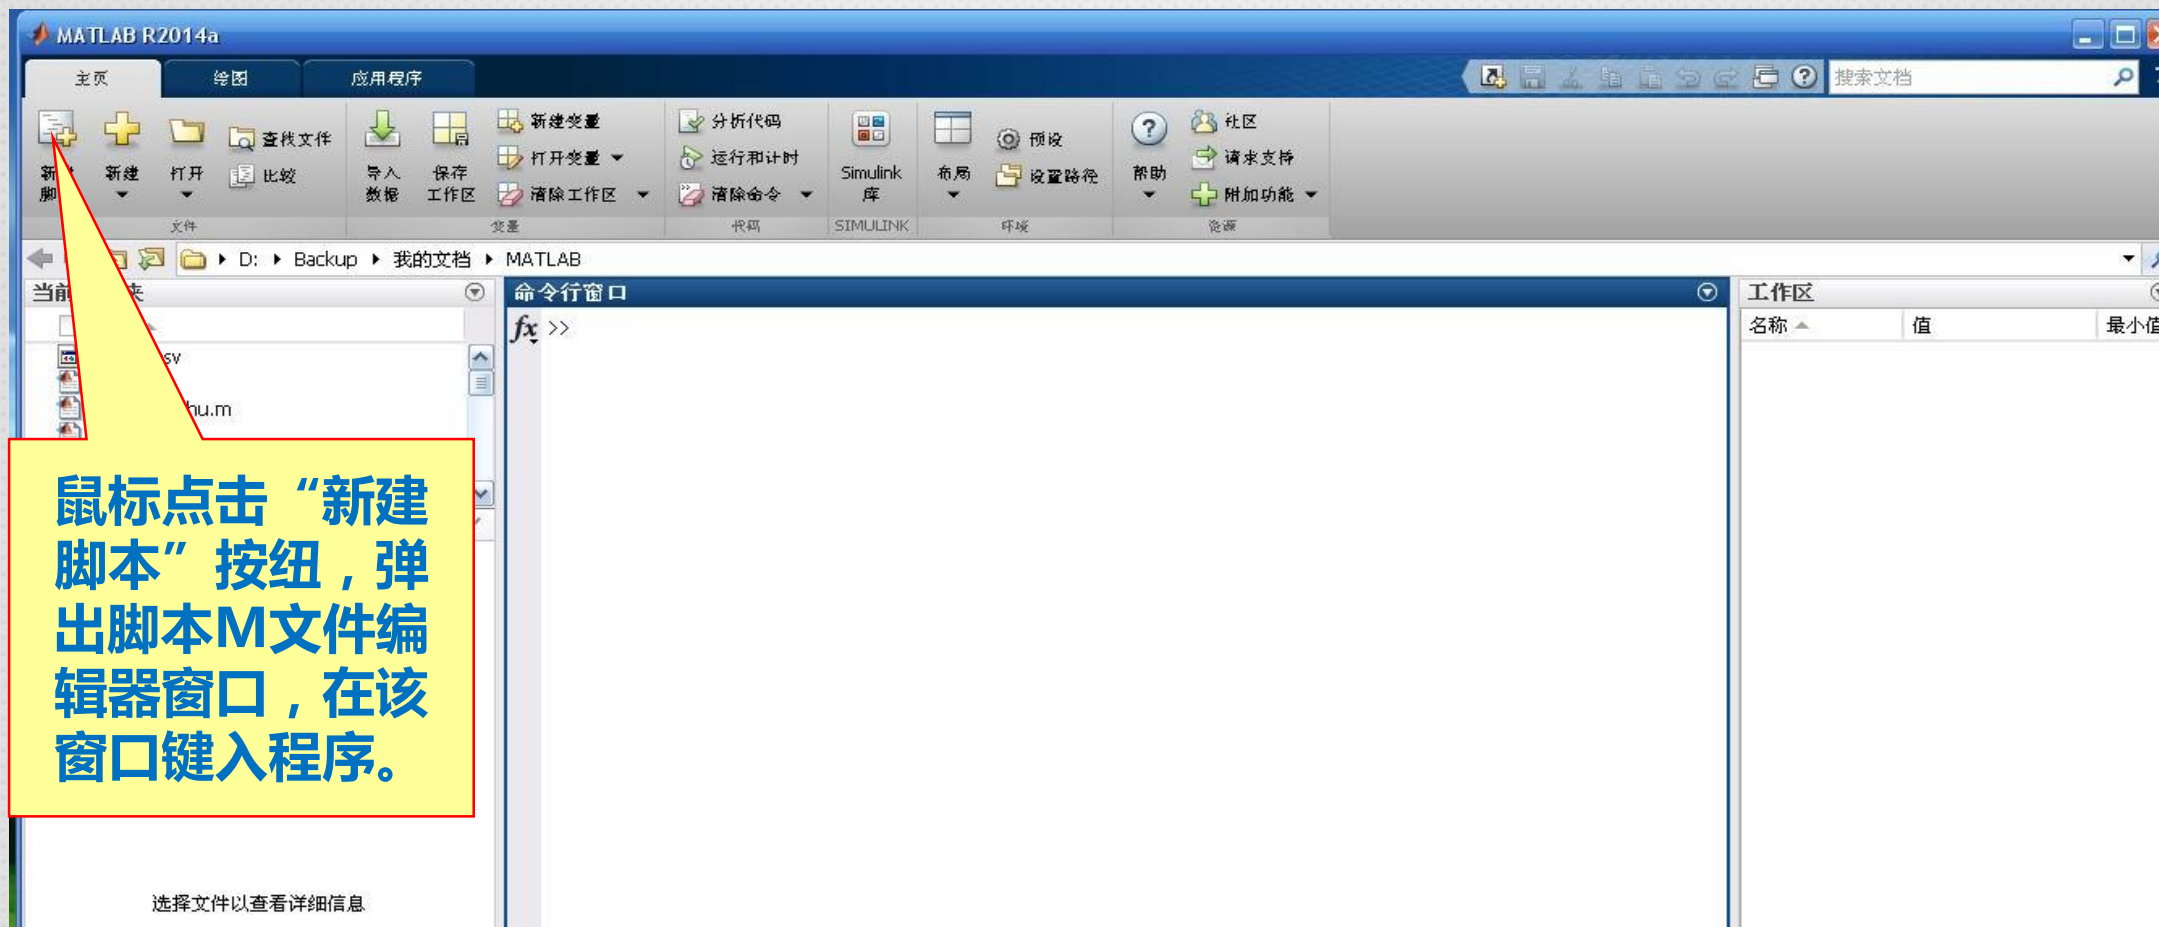 MATLAB R2014a
主页 绘图 应用程序 搜索文档
查找文件 新建变量 分析代码 预设 社区
新建 打开 比较 导入 保存 打开变量 运行和计时 Simulink 布局 设置路径 帮助 请求支持
数据 工作区 清除工作区 清除命令 库 附加功能
文件 变量 代码 SIMULINK 环境 资源
D: Backup 我的文档 MATLAB
当前 夹 命令行窗口 工作区
fx >> 名称 值 最小值
sv
hu.m
鼠标点击“新建
脚本”按纽，弹
出脚本M文件编
辑器窗口，在该
窗口键入程序。
选择文件以查看详细信息